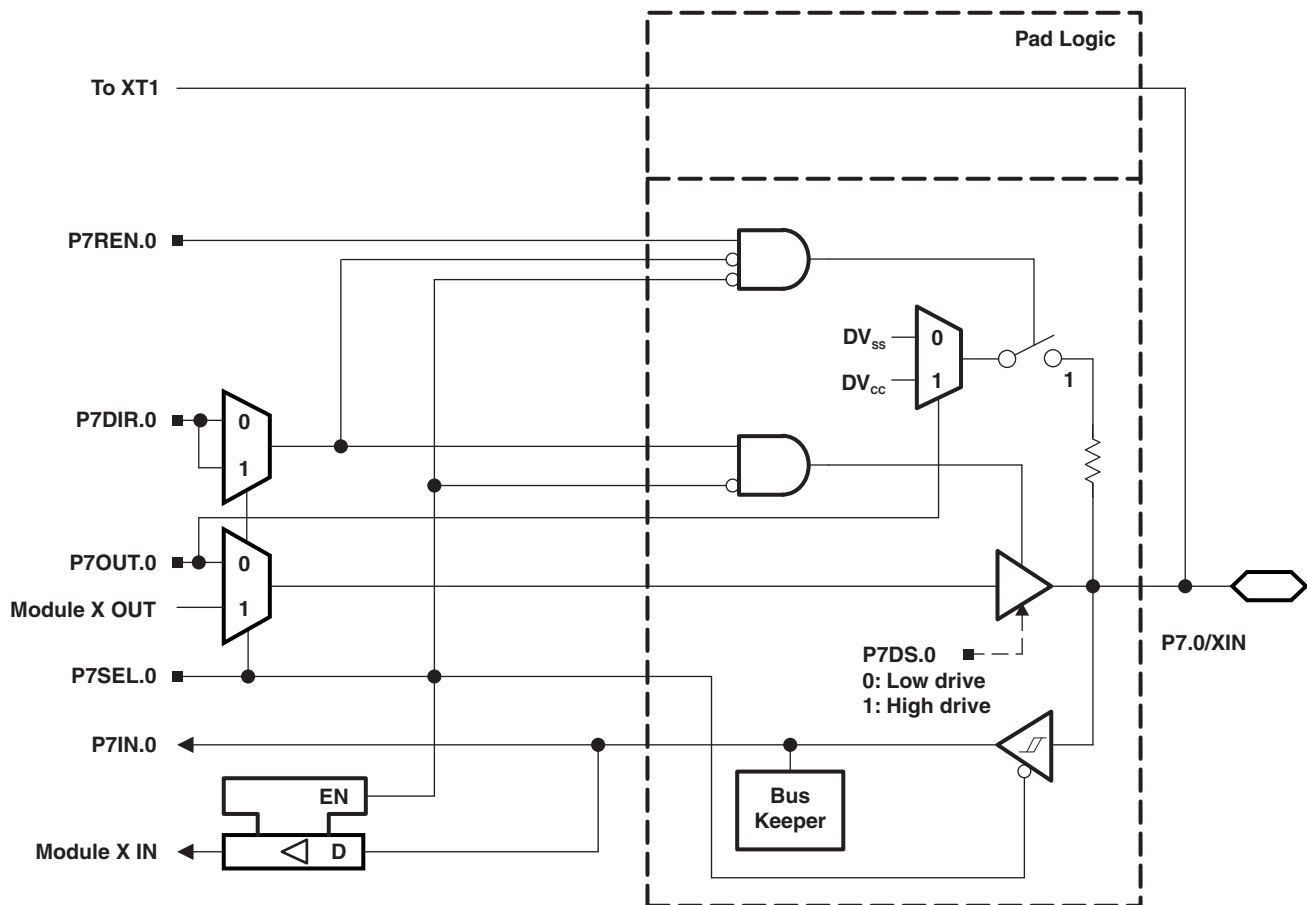 Pad Logic
To XT1
P7REN.0
DVSS
0
DVCC
1
1
P7DIR.0
0
1
P7OUT.0
0
Module X OUT
1
P7DS.0
0: Low drive
1: High drive
P7.0/XIN
P7SEL.0
P7IN.0
Bus
Keeper
EN
Module X IN
D